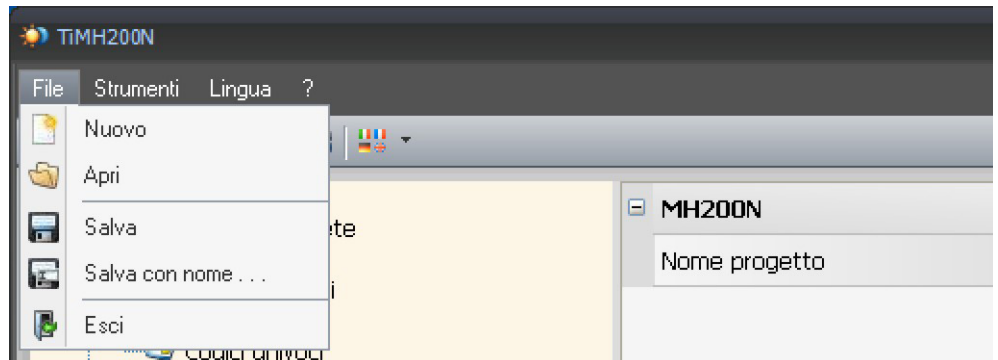 TiMH200N
File Strumenti Lingua ?
Nuovo
Apri
Salva
Salva con nome . . .
Esci
MH200N
Nome progetto